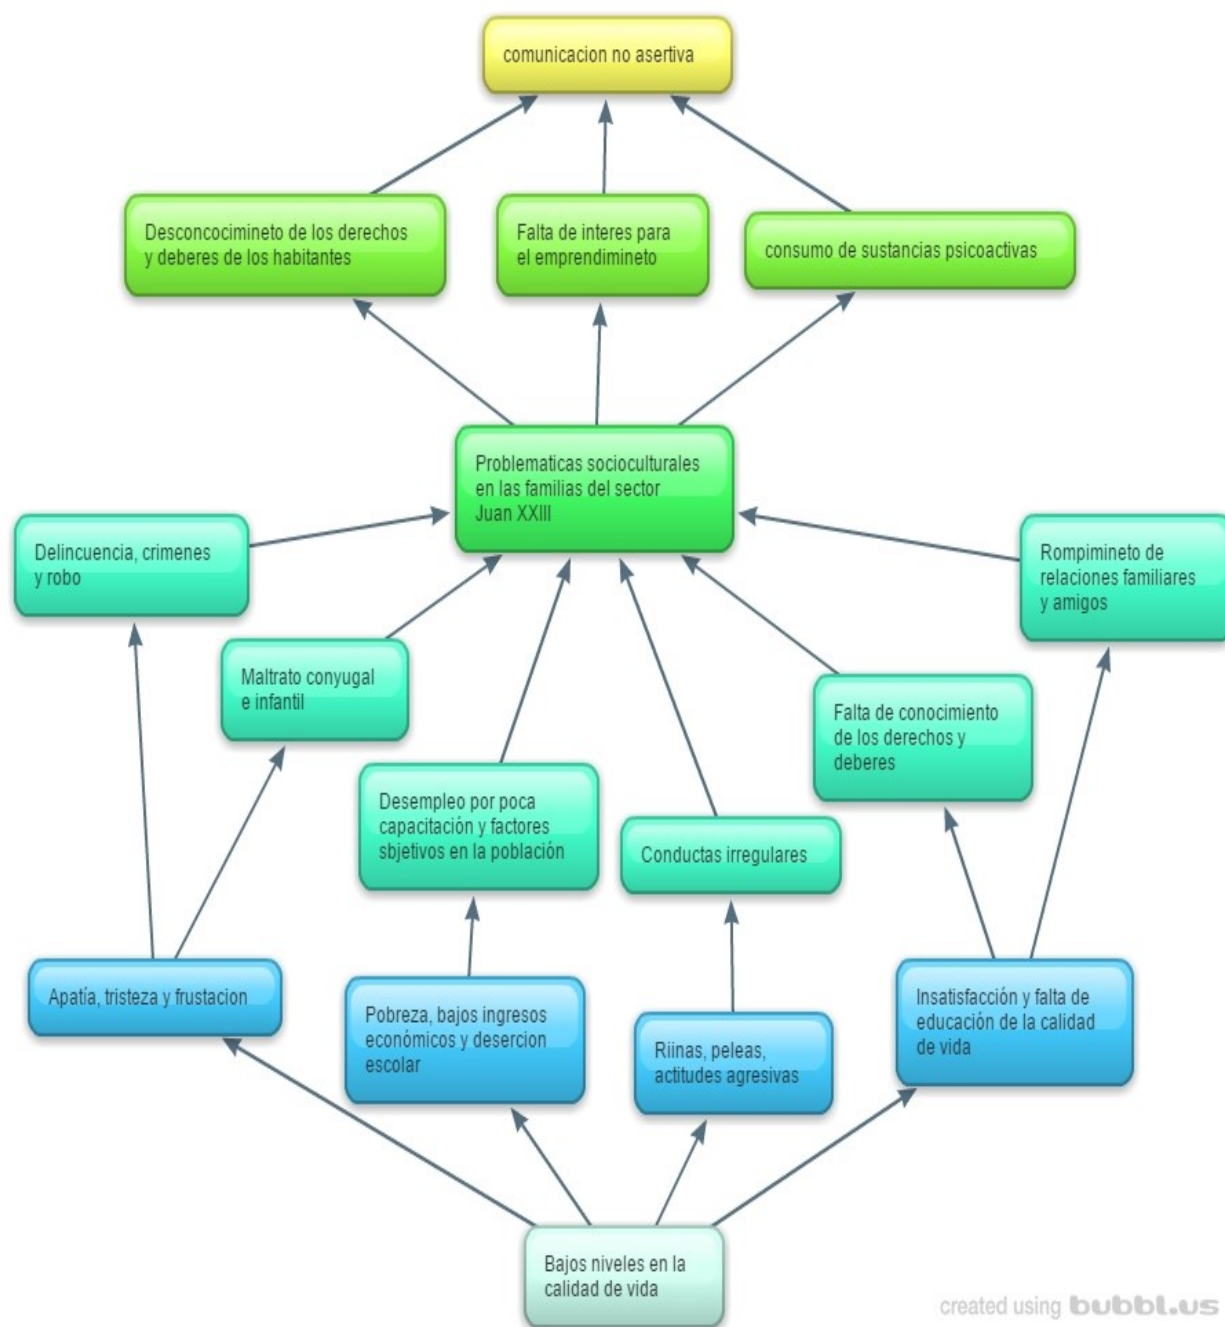 comunicacion no asertiva
Desconcocimineto de los derechos
y deberes de los habitantes
Falta de interes para
el emprendimineto
consumo de sustancias psicoactivas
Problematicas socioculturales
en las familias del sector
Juan XXIII
Delincuencia, crimenes
y robo
Rompimineto de
relaciones familiares
y amigos
Maltrato conyugal
e infantil
Falta de conocimiento
de los derechos y
deberes
Desempleo por poca
capacitación y factores
sbjetivos en la población
Conductas irregulares
Apatía, tristeza y frustacion
Pobreza, bajos ingresos
económicos y desercion
escolar
Riinas, peleas,
actitudes agresivas
Insatisfacción y falta de
educación de la calidad
de vida
Bajos niveles en la
calidad de vida
created using bubbl.us